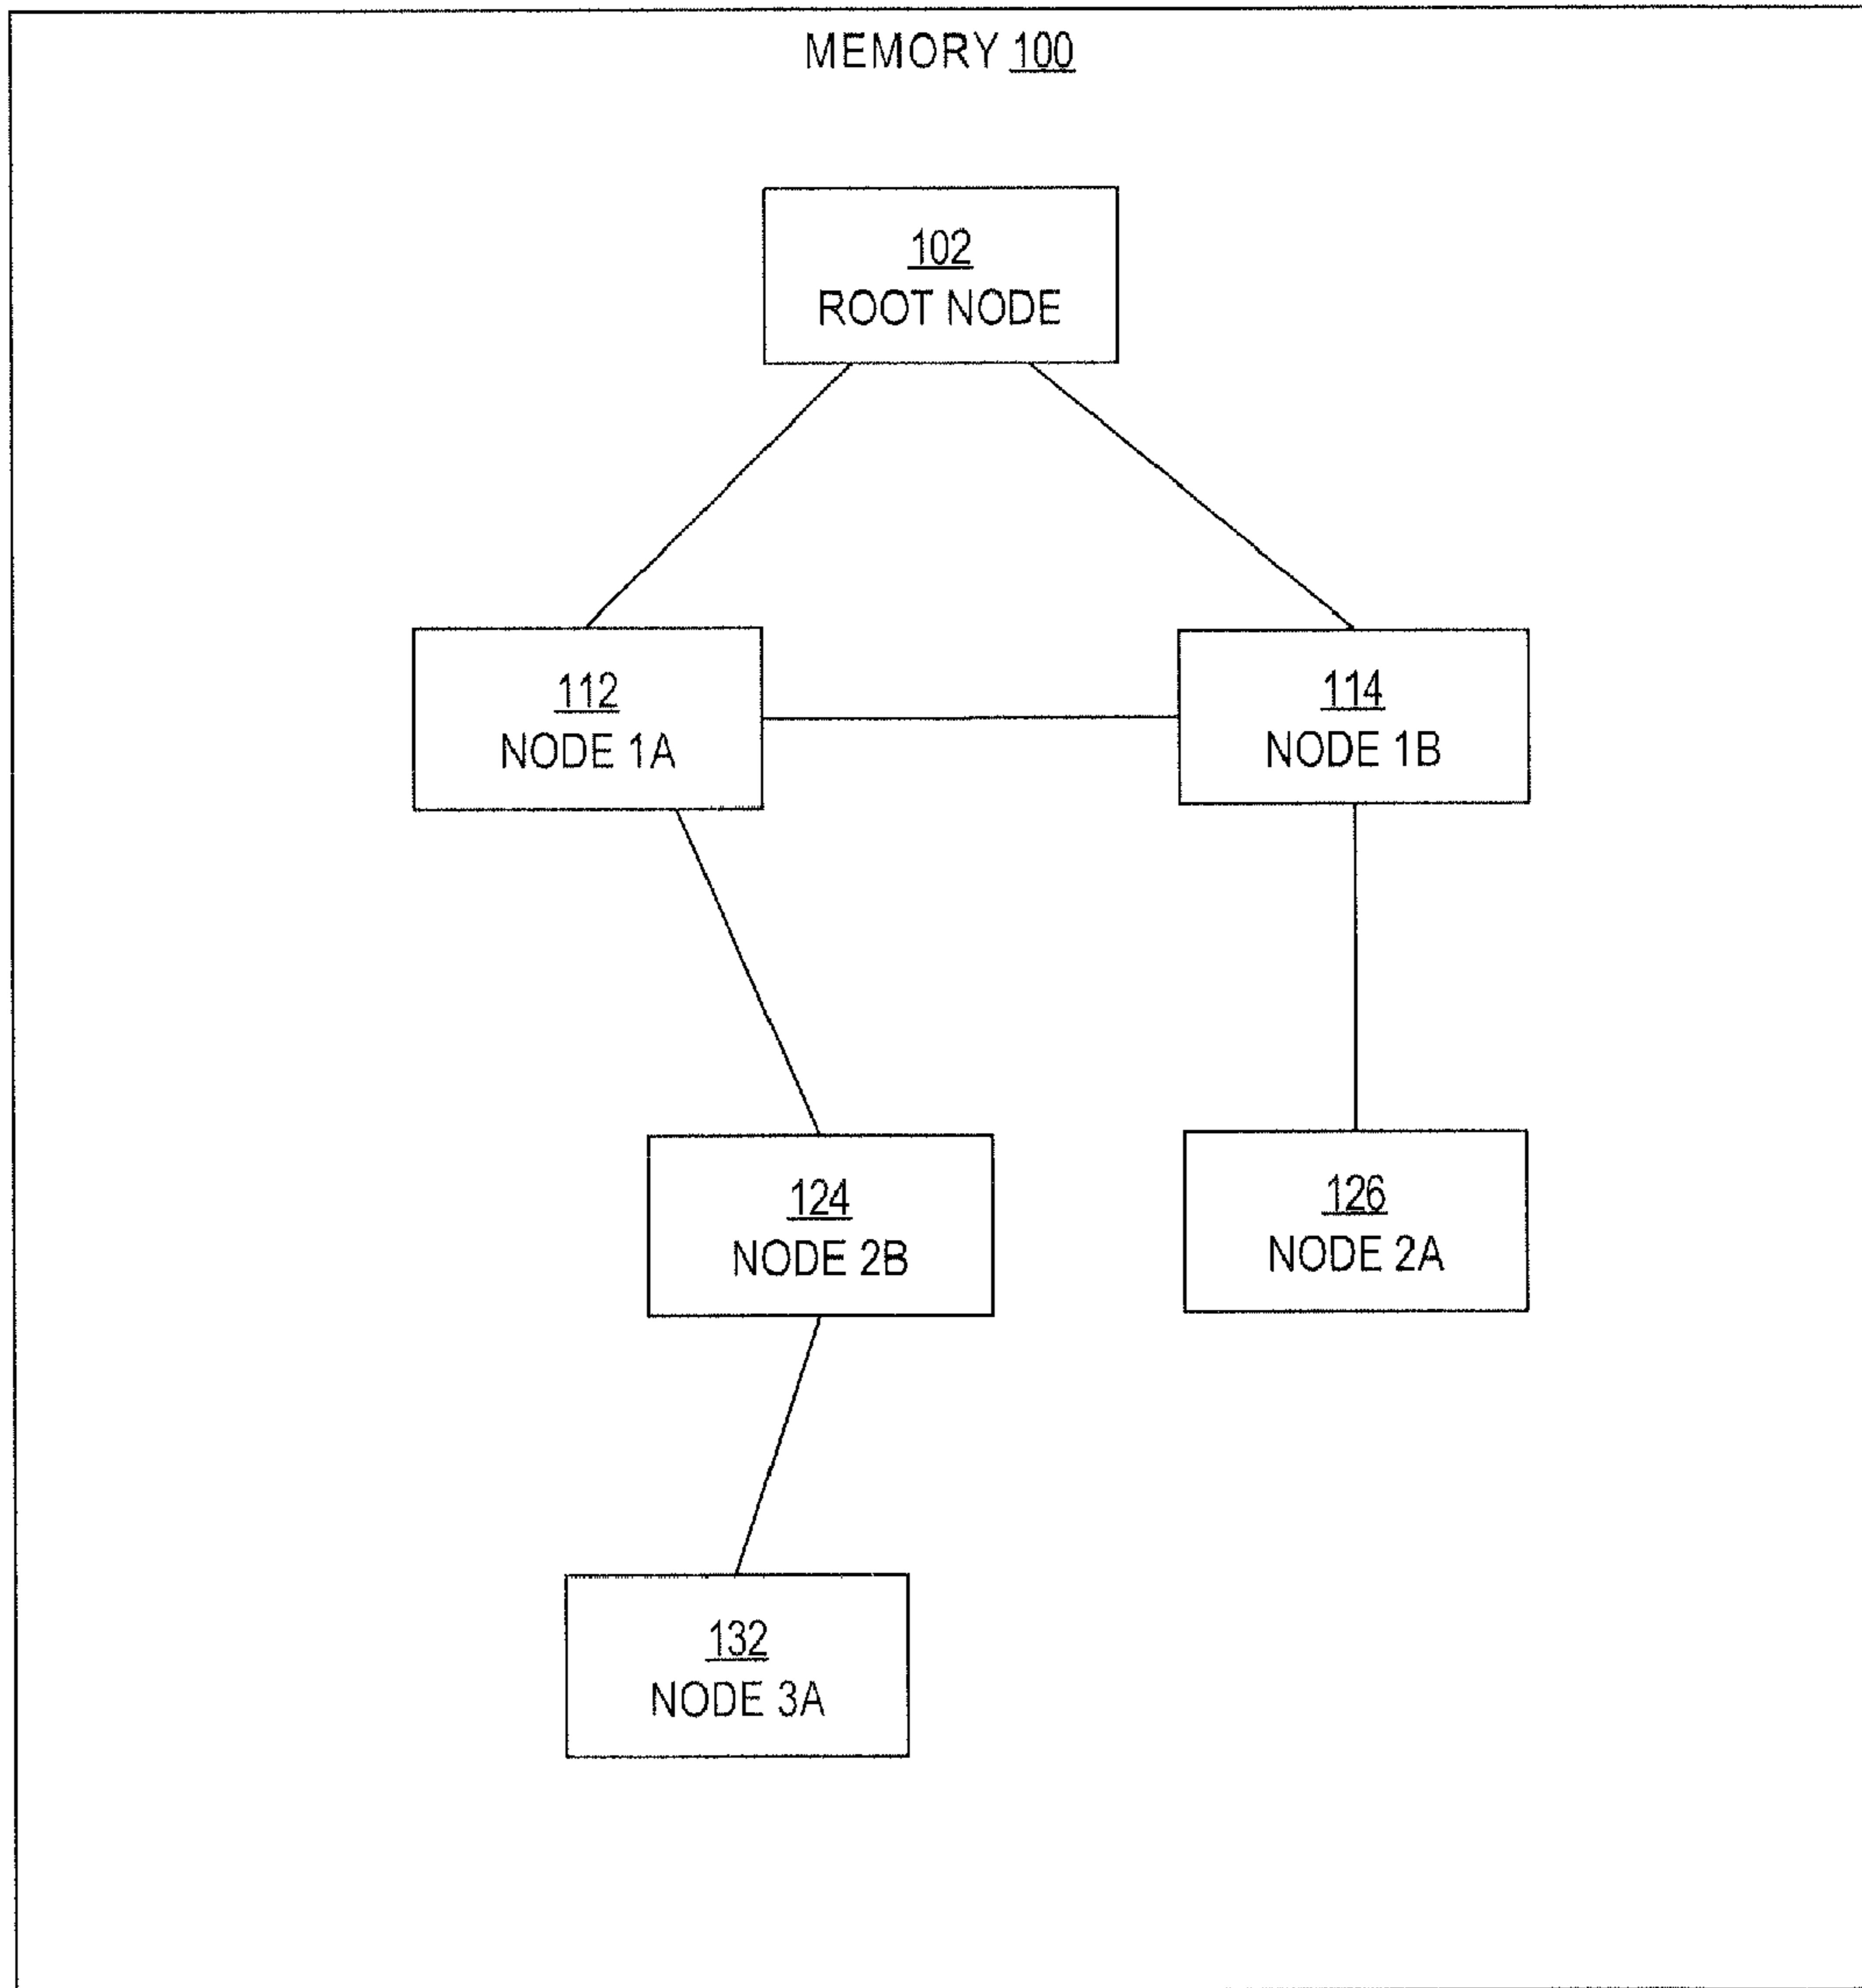 MEMORY 100
102
ROOT NODE
112
NODE 1A
114
NODE 1B
124
NODE 2B
126
NODE 2A
132
NODE 3A